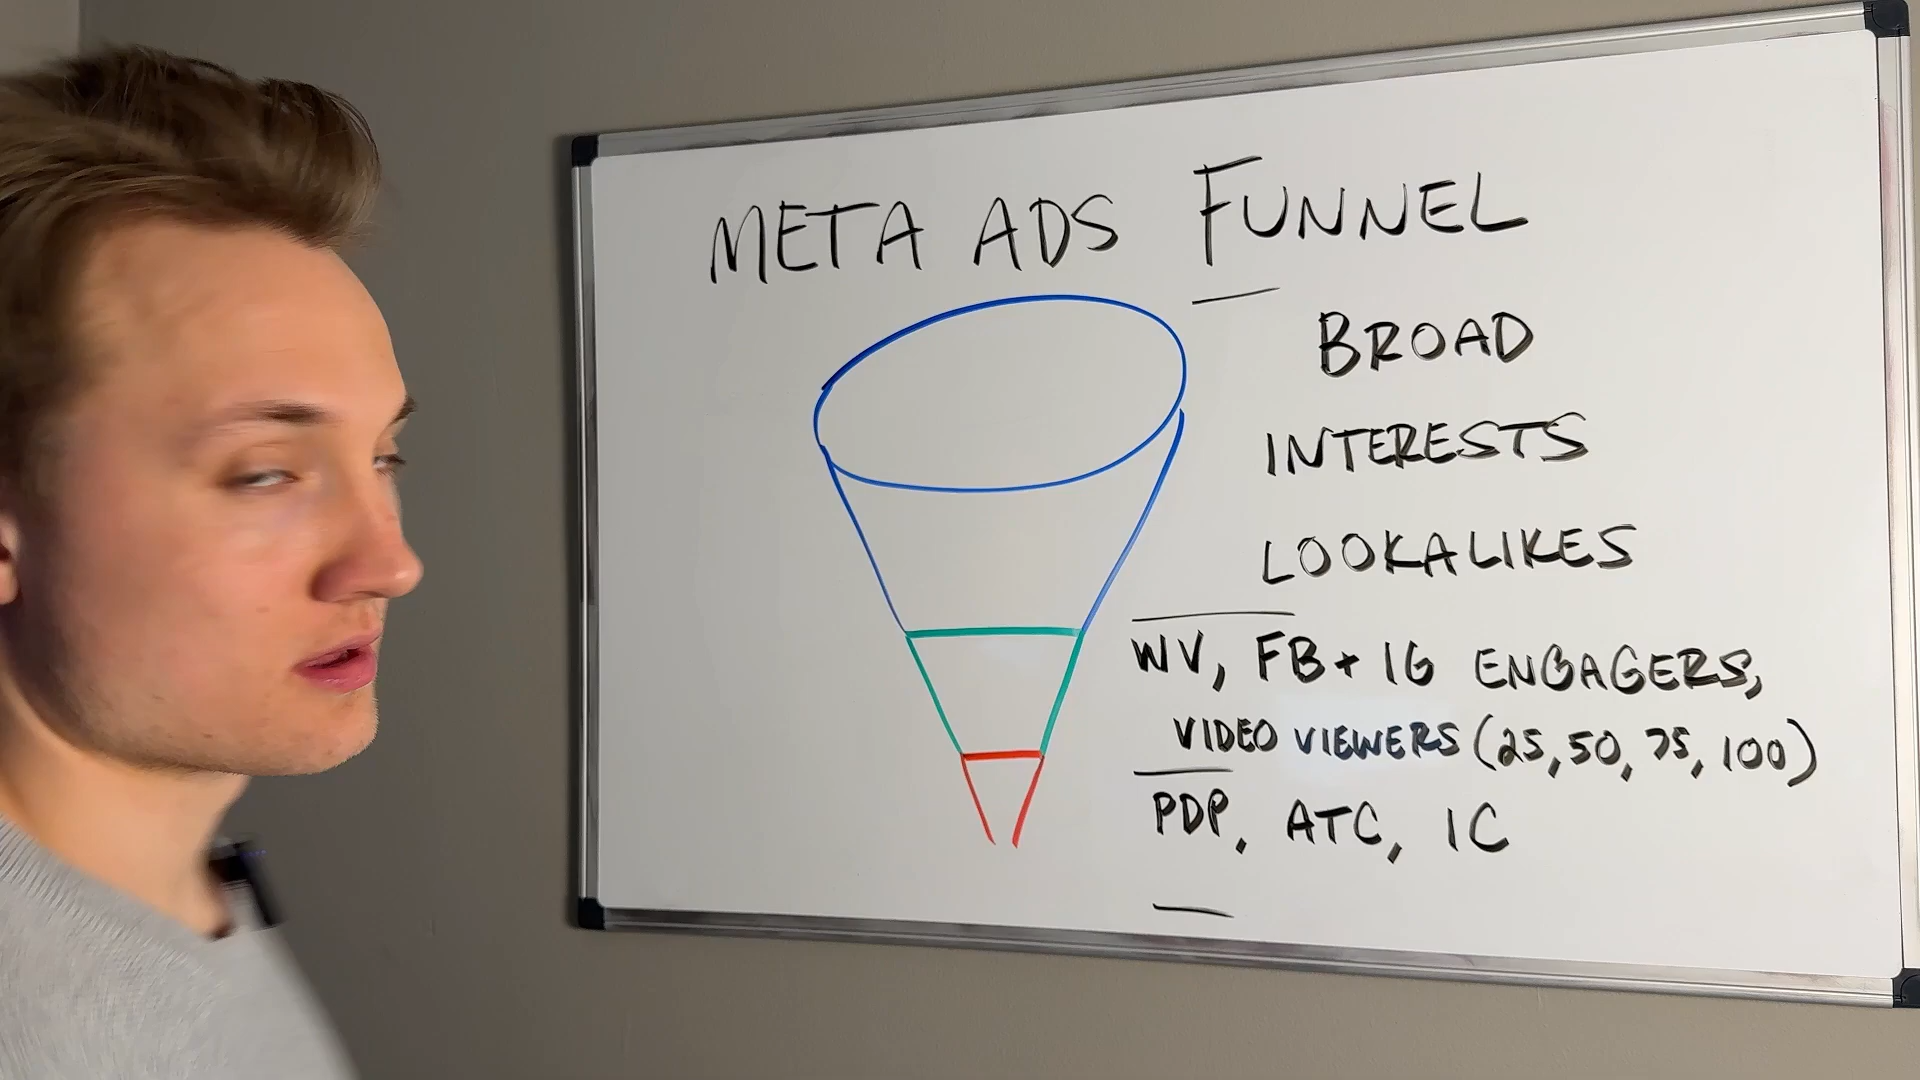 META ADS FUNNEL
BROAD
INTERESTS
LOOKALIKES
WV, FB + IG ENGAGERS,
VIDEO VIEWERS (25, 50, 75, 100)
PDP, ATC, IC